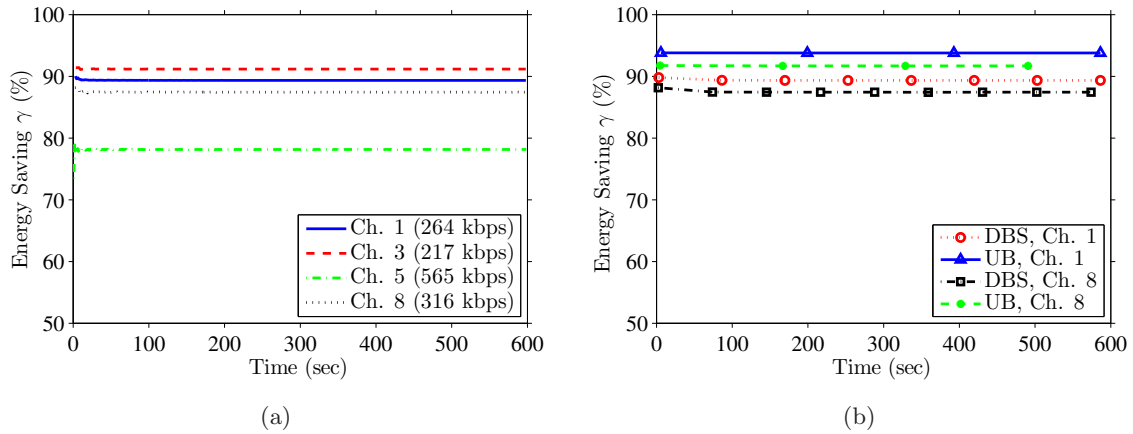 100
90
80
70
60
50
Energy Saving γ (%)
0 100 200 300 400 500 600
Time (sec)
Ch. 1 (264 kbps)
Ch. 3 (217 kbps)
Ch. 5 (565 kbps)
Ch. 8 (316 kbps)
(a)
100
90
80
70
60
50
Energy Saving γ (%)
0 100 200 300 400 500 600
Time (sec)
DBS, Ch. 1
UB, Ch. 1
DBS, Ch. 8
UB, Ch. 8
(b)